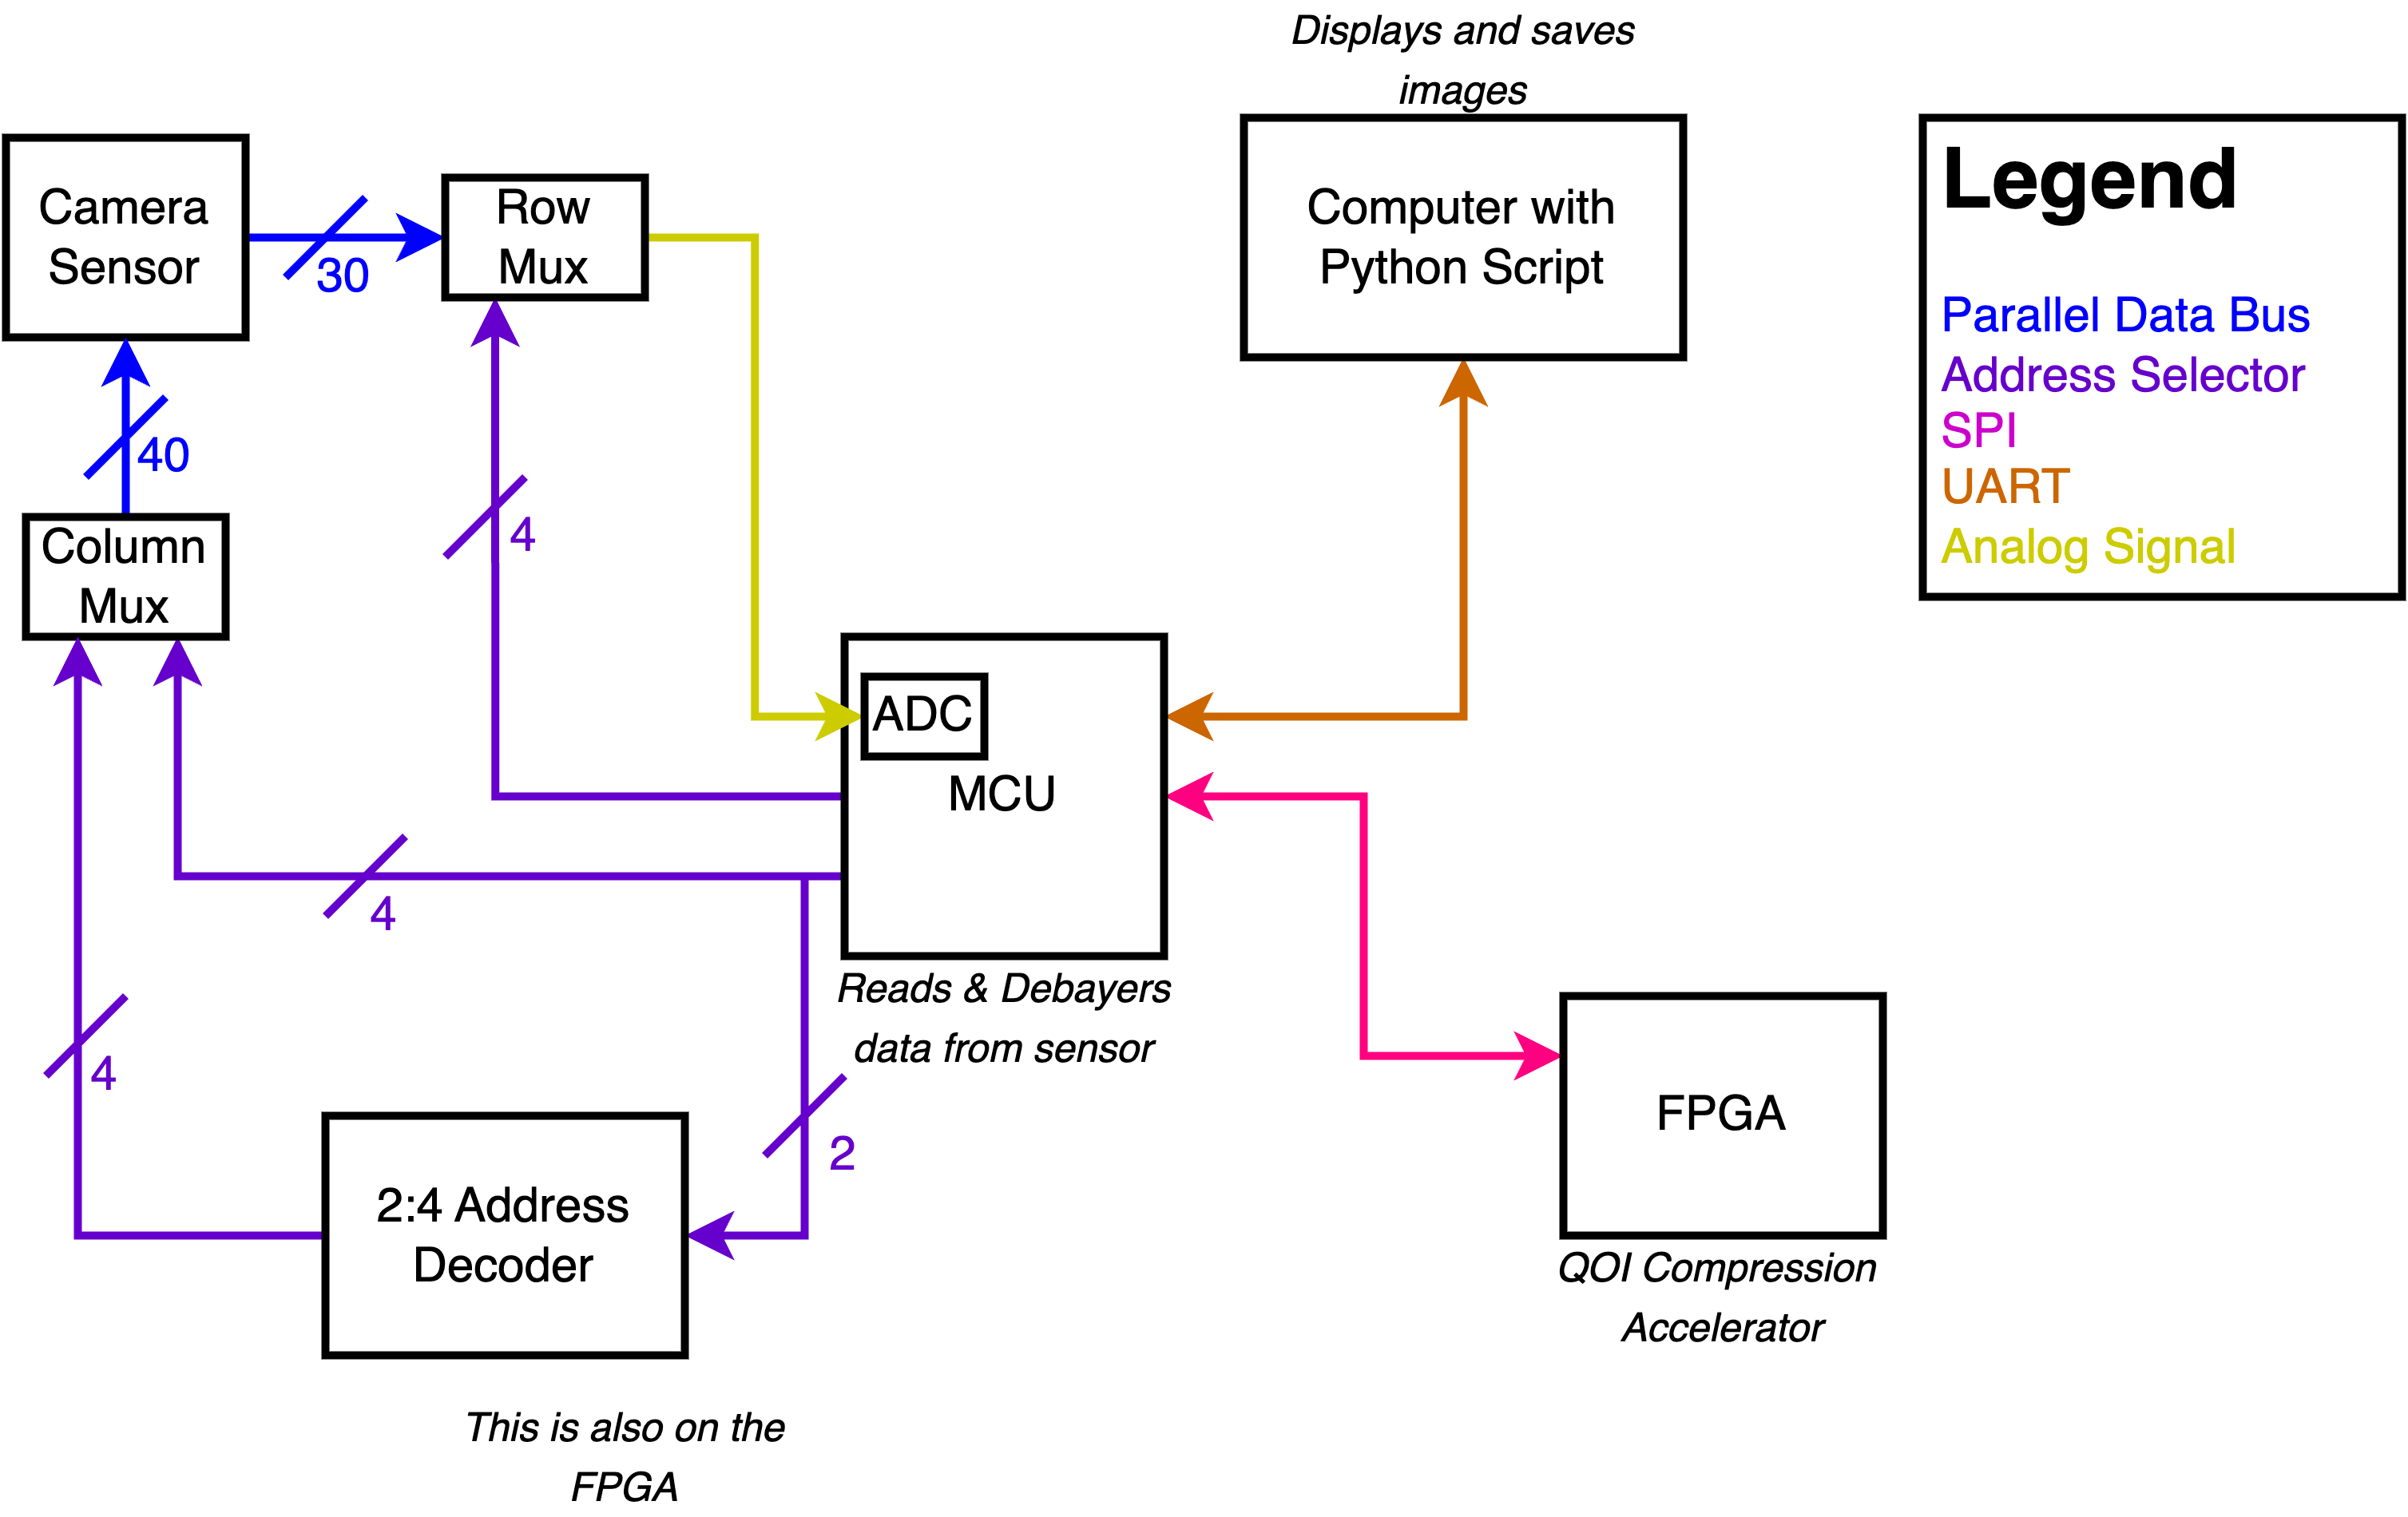 Displays and saves
images
Camera
Sensor
30
Row
Mux
Computer with
Python Script
Legend
Parallel Data Bus
Address Selector
SPI
UART
Analog Signal
40
Column
Mux
4
ADC
MCU
4
Reads & Debayers
data from sensor
4
2
2:4 Address
Decoder
FPGA
QOI Compression
Accelerator
This is also on the
FPGA